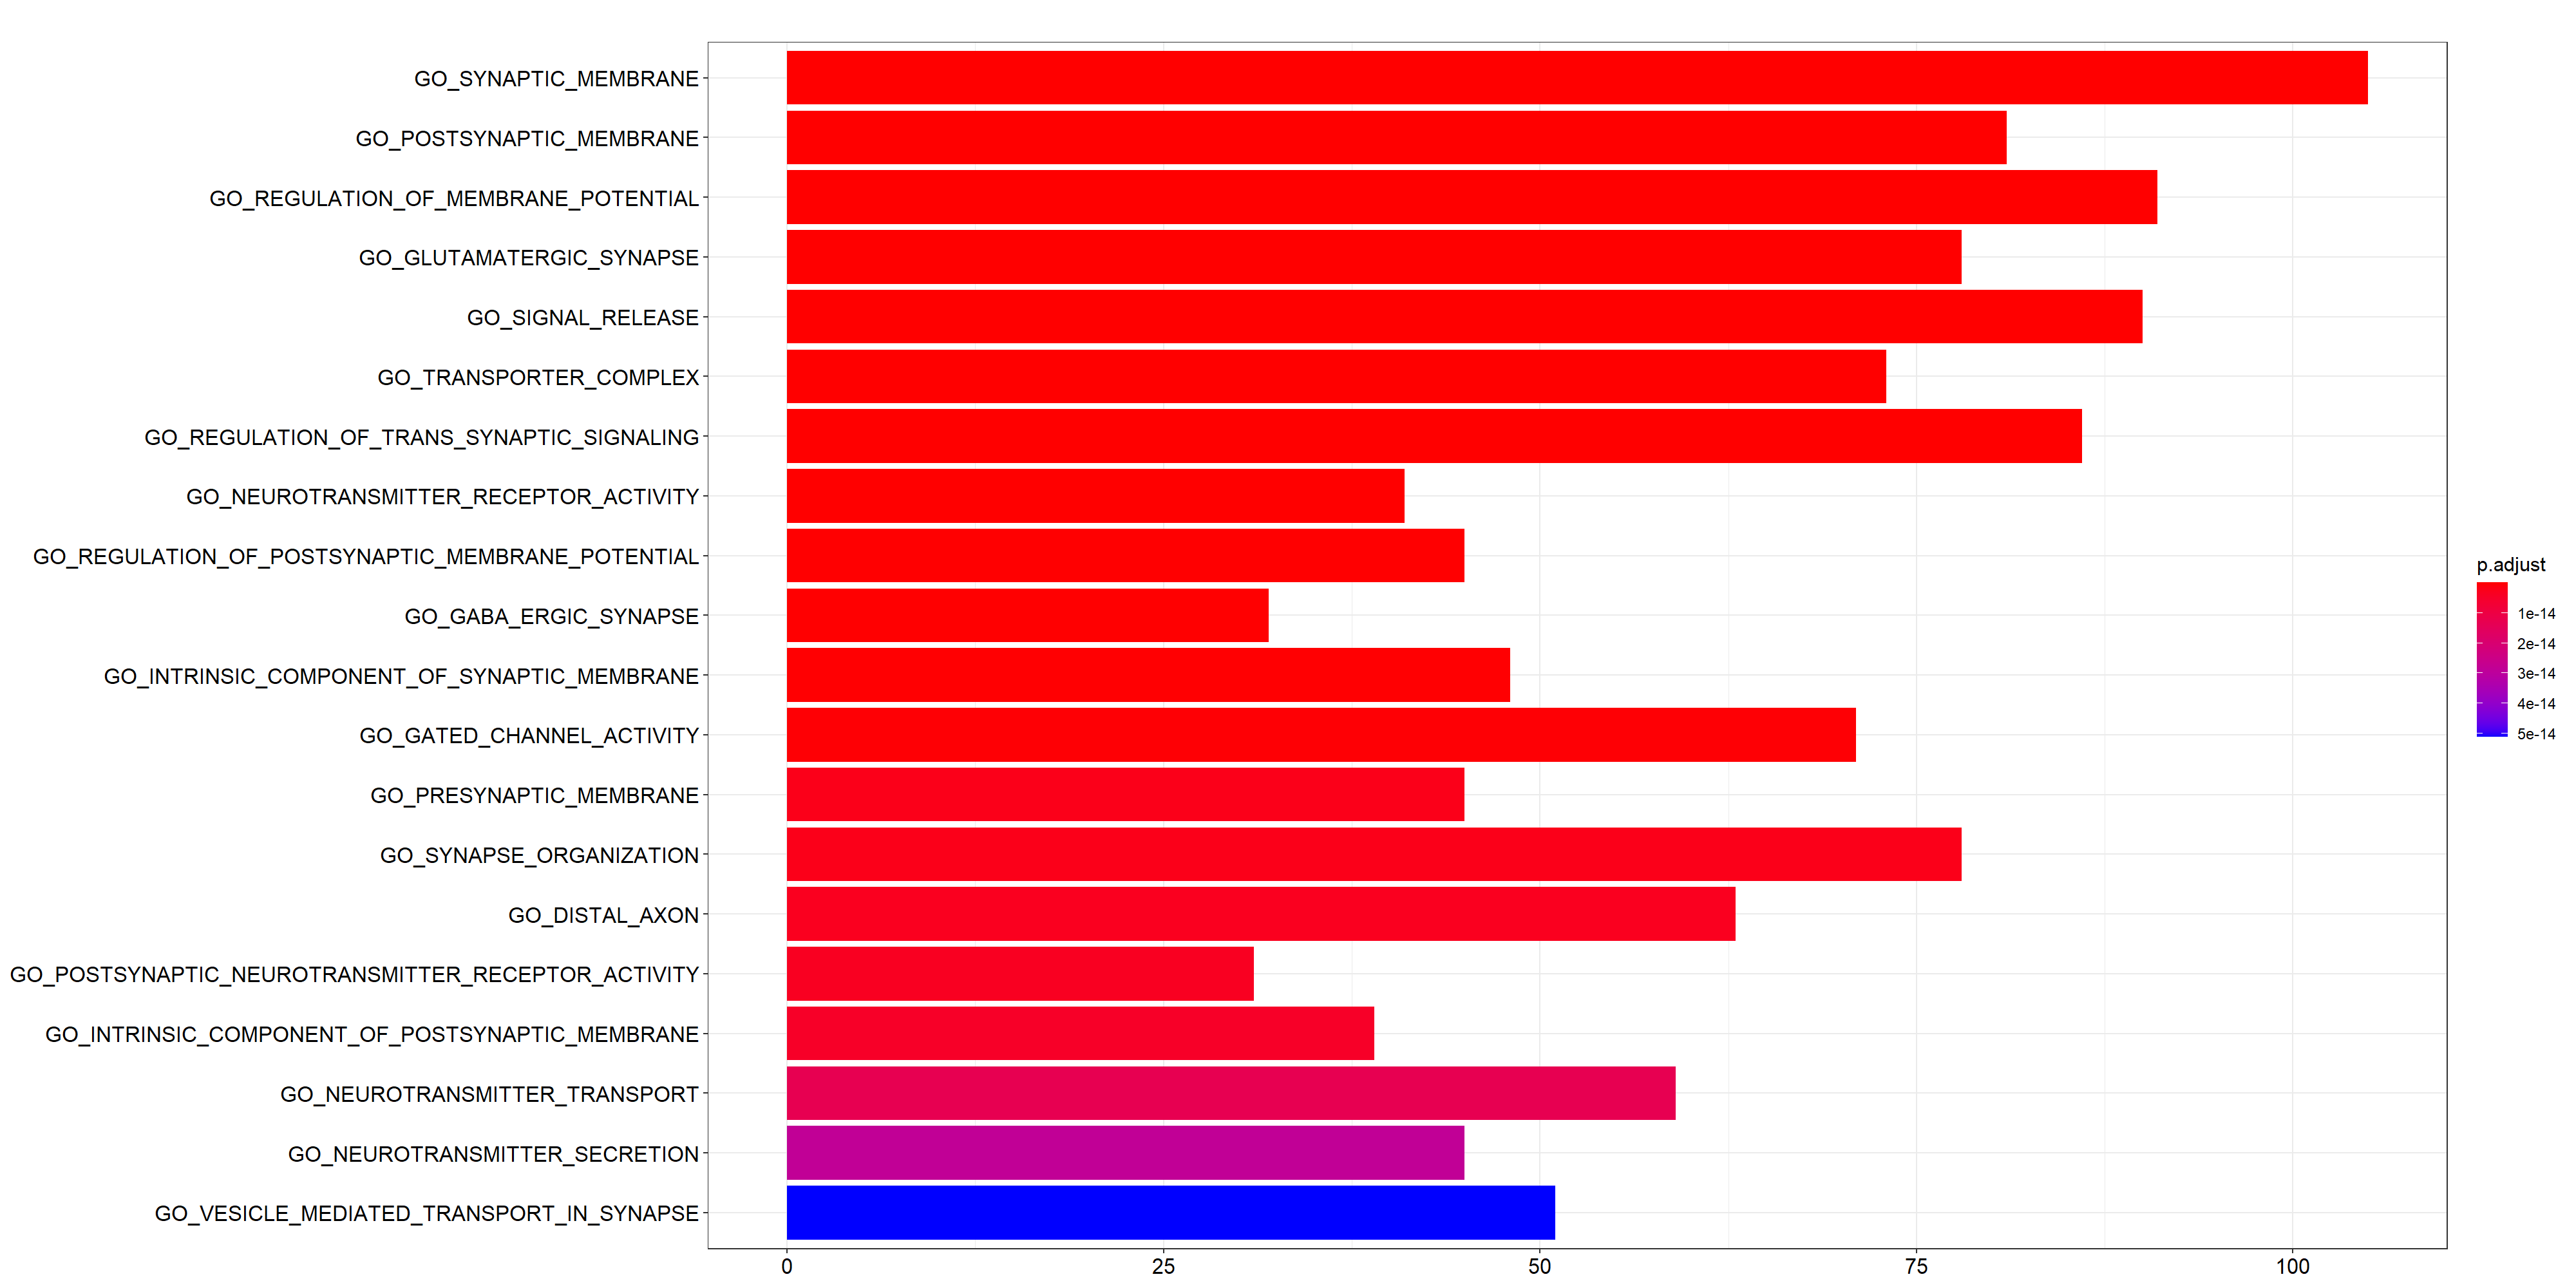 GO_SYNAPTIC_MEMBRANE
GO_POSTSYNAPTIC_MEMBRANE
GO_REGULATION_OF_MEMBRANE_POTENTIAL
GO_GLUTAMATERGIC_SYNAPSE
GO_SIGNAL_RELEASE
GO_TRANSPORTER_COMPLEX
GO_REGULATION_OF_TRANS_SYNAPTIC_SIGNALING
GO_NEUROTRANSMITTER_RECEPTOR_ACTIVITY
GO_REGULATION_OF_POSTSYNAPTIC_MEMBRANE_POTENTIAL
GO_GABA_ERGIC_SYNAPSE
GO_INTRINSIC_COMPONENT_OF_SYNAPTIC_MEMBRANE
GO_GATED_CHANNEL_ACTIVITY
GO_PRESYNAPTIC_MEMBRANE
GO_SYNAPSE_ORGANIZATION
GO_DISTAL_AXON
GO_POSTSYNAPTIC_NEUROTRANSMITTER_RECEPTOR_ACTIVITY
GO_INTRINSIC_COMPONENT_OF_POSTSYNAPTIC_MEMBRANE
GO_NEUROTRANSMITTER_TRANSPORT
GO_NEUROTRANSMITTER_SECRETION
GO_VESICLE_MEDIATED_TRANSPORT_IN_SYNAPSE
0 25 50 75 100
p.adjust
1e-14
2e-14
3e-14
4e-14
5e-14